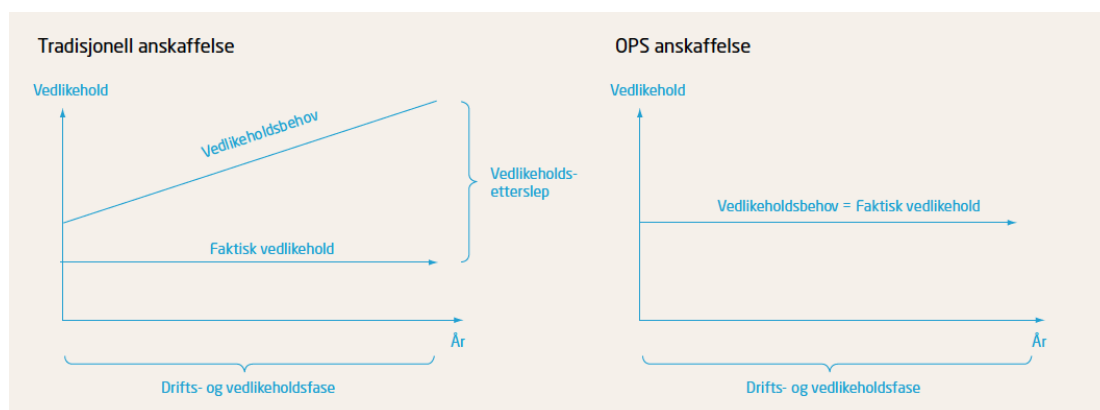 Tradisjonell anskaffelse
Vedlikehold
Vedlikeholdsbehov
Faktisk vedlikehold
Vedlikeholds-
etterslep
År
Drifts- og vedlikeholdsfase
OPS anskaffelse
Vedlikehold
Vedlikeholdsbehov = Faktisk vedlikehold
År
Drifts- og vedlikeholdsfase